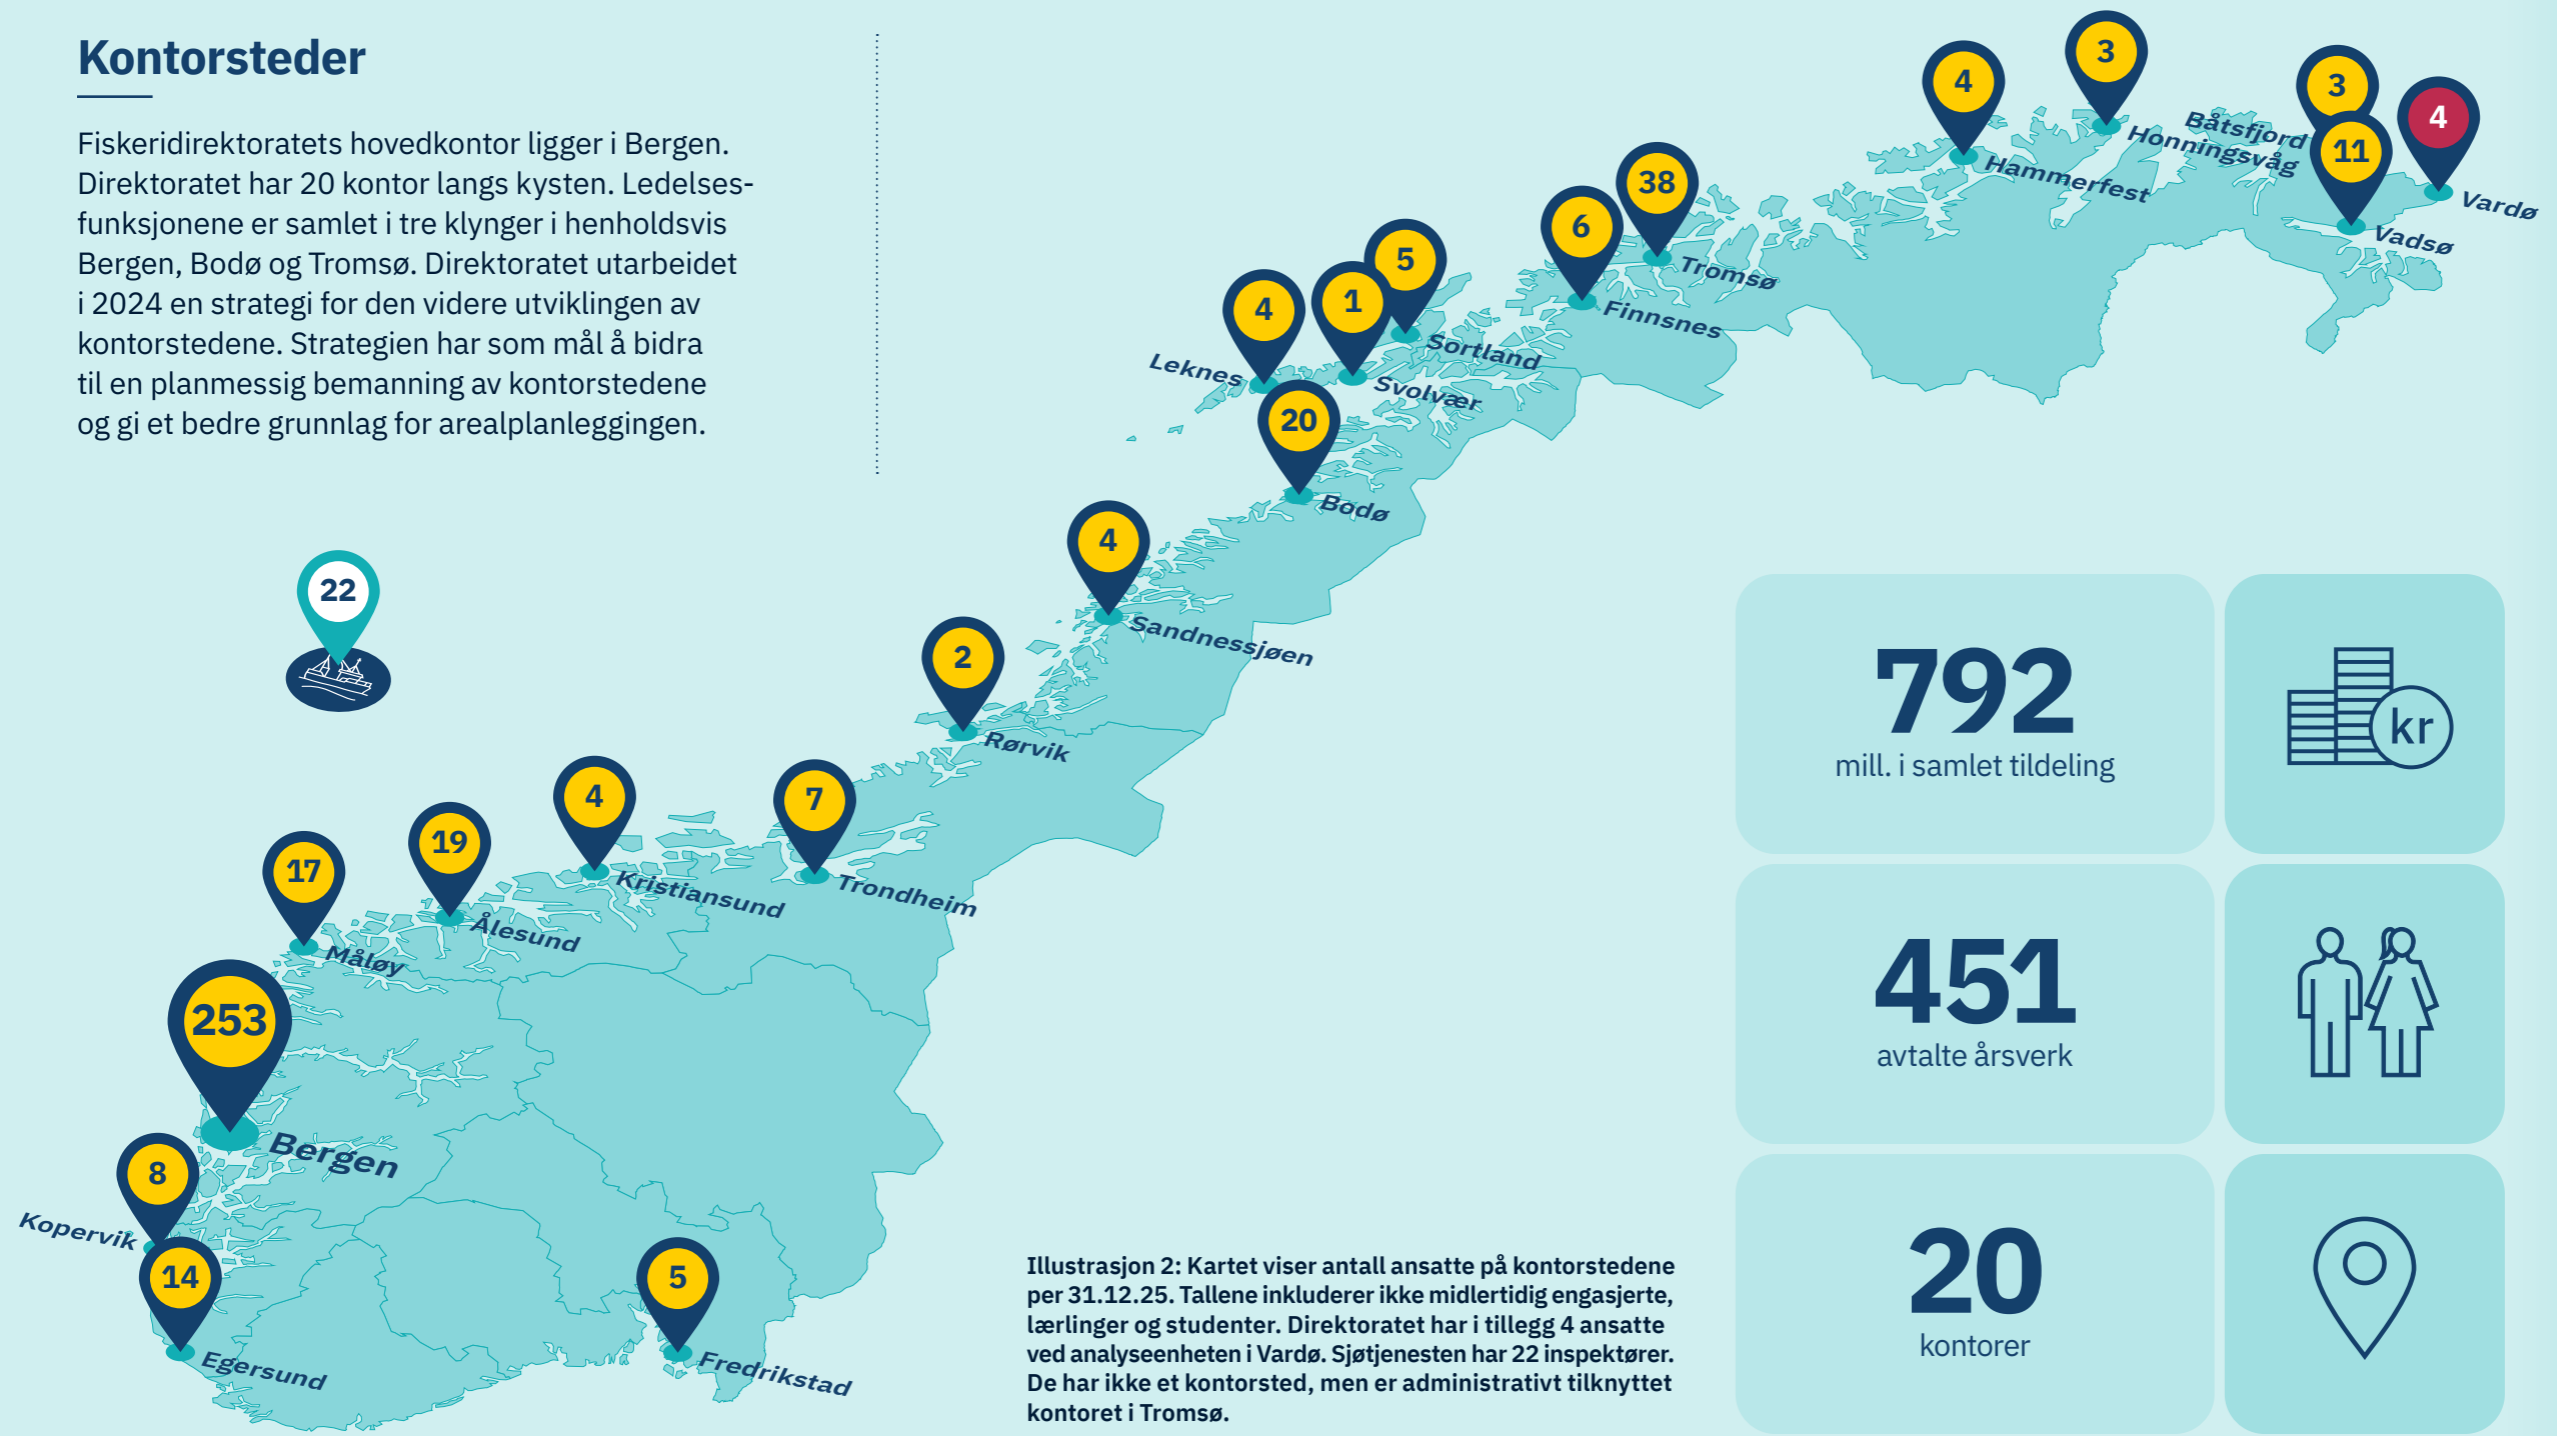 Kontorsteder
Fiskeridirektoratets hovedkontor ligger i Bergen.
Direktoratet har 20 kontor langs kysten. Ledelses-
funksjonene er samlet i tre klynger i henholdsvis
Bergen, Bodø og Tromsø. Direktoratet utarbeidet
i 2024 en strategi for den videre utviklingen av
kontorstedene. Strategien har som mål å bidra
til en planmessig bemanning av kontorstedene
og gi et bedre grunnlag for arealplanleggingen.
4
Hammerfest
3
Honningsvåg
3
Båtsfjord
11
Vadsø
4
Vardø
38
Tromsø
6
Finnsnes
5
Sortland
1
Svolvær
4
Leknes
20
Bodø
4
Sandnessjøen
2
Rørvik
22
7
Trondheim
4
Kristiansund
19
Ålesund
17
Måløy
253
Bergen
8
Kopervik
14
Egersund
5
Fredrikstad
792
mill. i samlet tildeling
kr
451
avtalte årsverk
20
kontorer
Illustrasjon 2: Kartet viser antall ansatte på kontorstedene
per 31.12.25. Tallene inkluderer ikke midlertidig engasjerte,
lærlinger og studenter. Direktoratet har i tillegg 4 ansatte
ved analyseenheten i Vardø. Sjøtjenesten har 22 inspektører.
De har ikke et kontorsted, men er administrativt tilknyttet
kontoret i Tromsø.